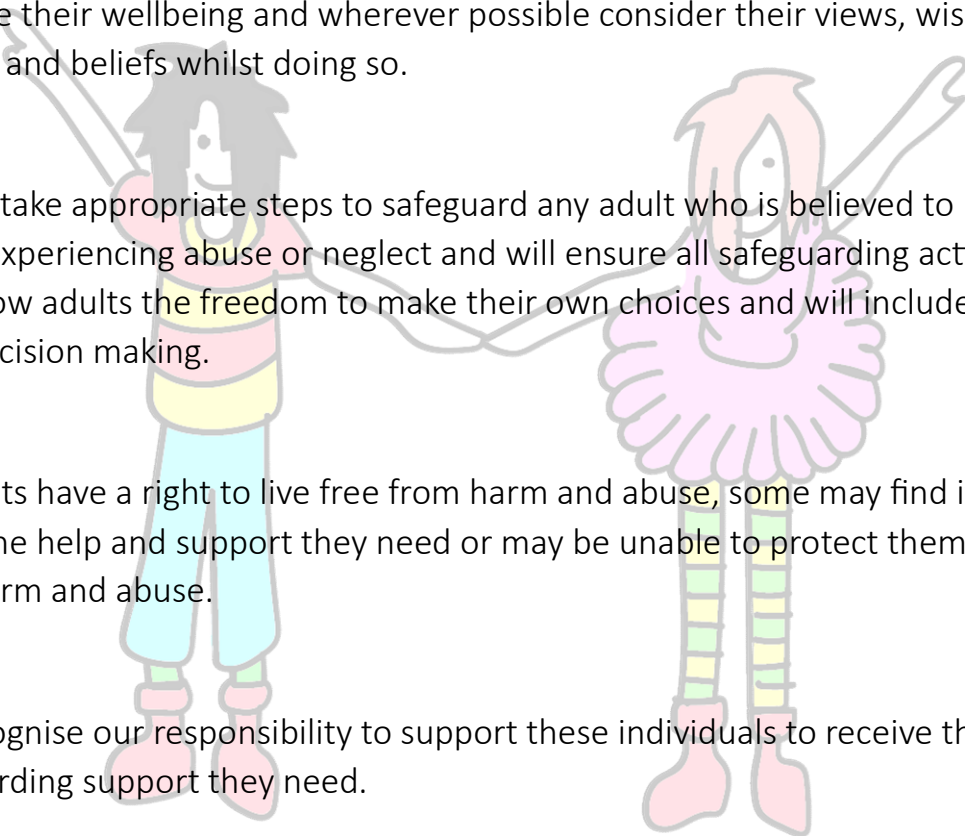 e their wellbeing and wherever possible consider their views, wis
and beliefs whilst doing so.
take appropriate steps to safeguard any adult who is believed to
xperiencing abuse or neglect and will ensure all safeguarding act
ow adults the freedom to make their own choices and will include
cision making.
ts have a right to live free from harm and abuse, some may find i
he help and support they need or may be unable to protect them
rm and abuse.
ognise our responsibility to support these individuals to receive th
rding support they need.